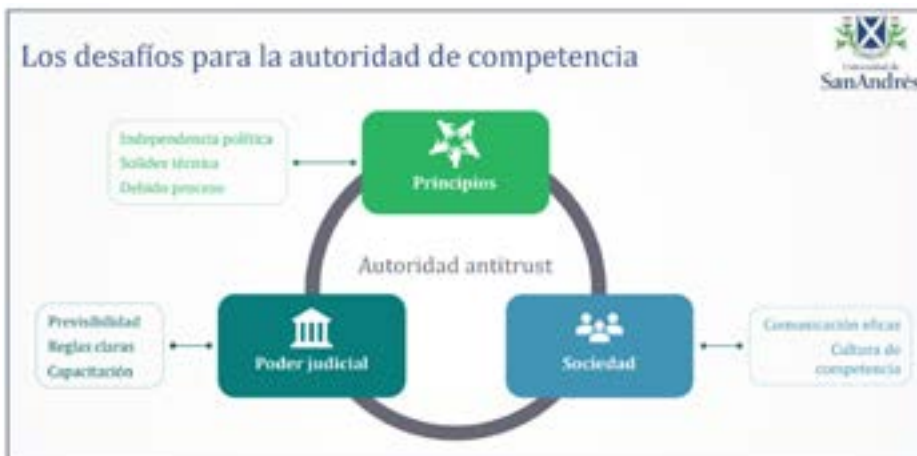 Los desafíos para la autoridad de competencia
Universidad de
SanAndrés
Independencia política
Solidez técnica
Debido proceso
Principios
Autoridad antitrust
Previsibilidad
Reglas claras
Capacitación
Poder judicial
Sociedad
Comunicación eficaz
Cultura de
competencia